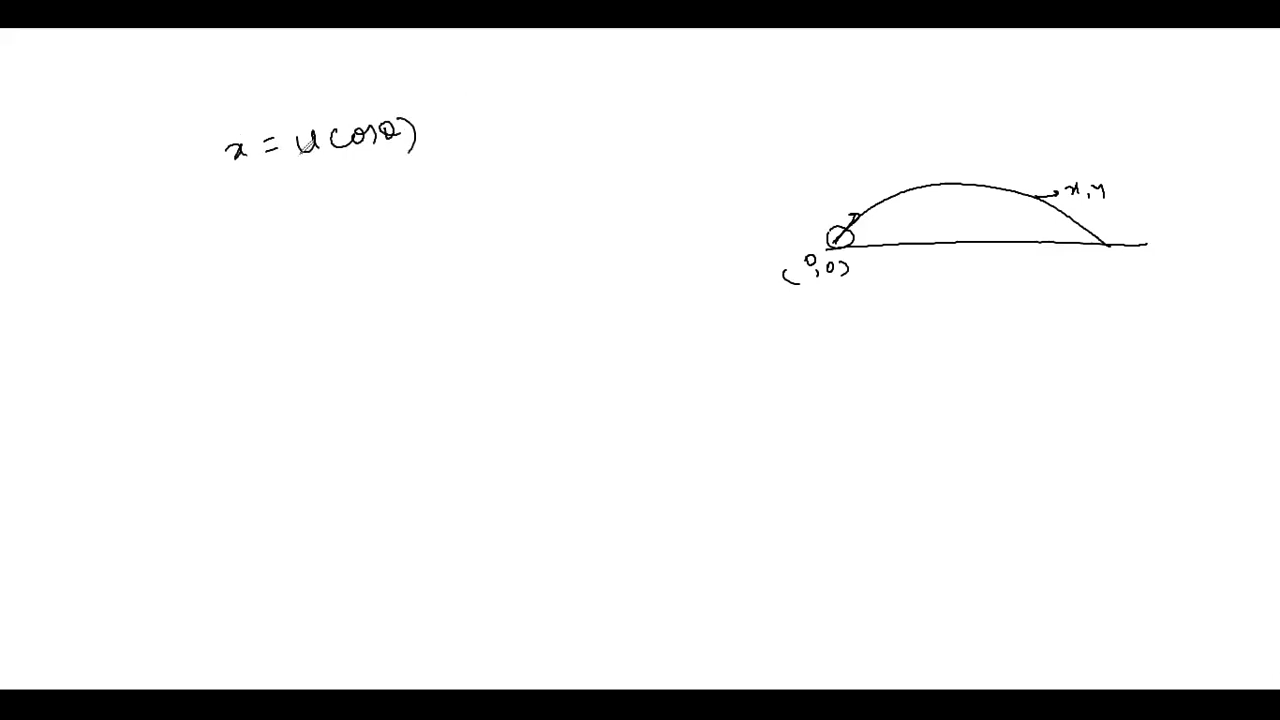 x = u cosθ)
x,y
(0,0)